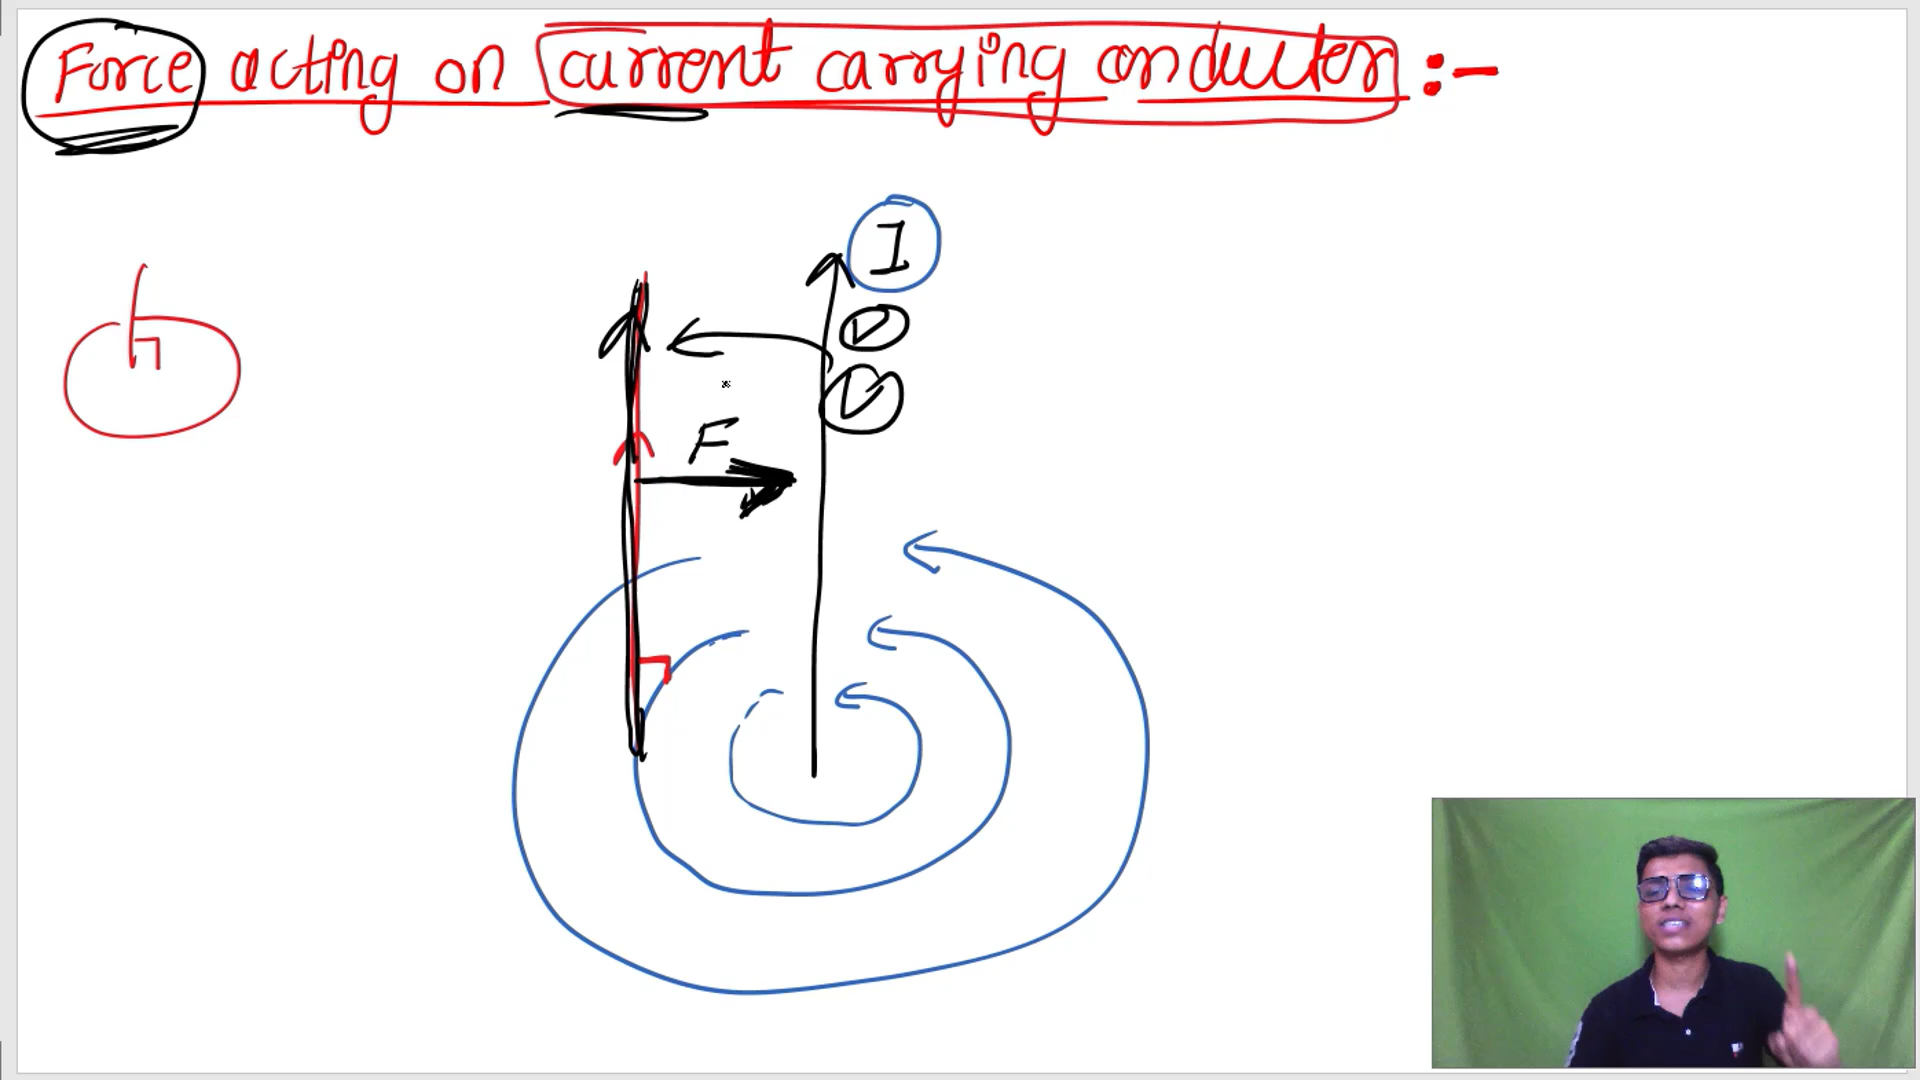 Force acting on current carrying conductor :-
I
F